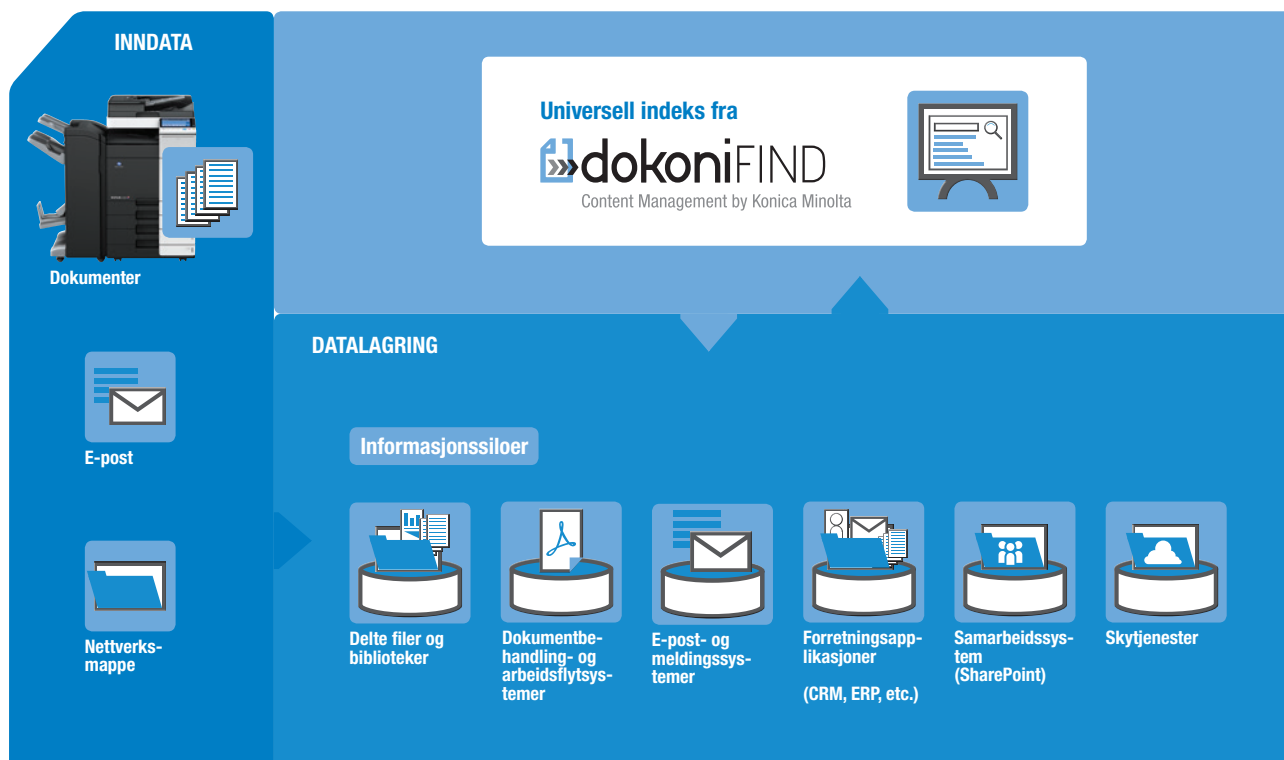 INNDATA
Dokumenter
E-post
Nettverks-
mappe
Universell indeks fra
dokoniFIND
Content Management by Konica Minolta
DATALAGRING
Informasjonssiloer
Delte filer og
biblioteker
Dokumentbe-
handling- og
arbeidsflytsys-
temer
E-post- og
meldingssys-
temer
Forretningsapp-
likasjoner
(CRM, ERP, etc.)
Samarbeidssys-
tem
(SharePoint)
Skytjenester